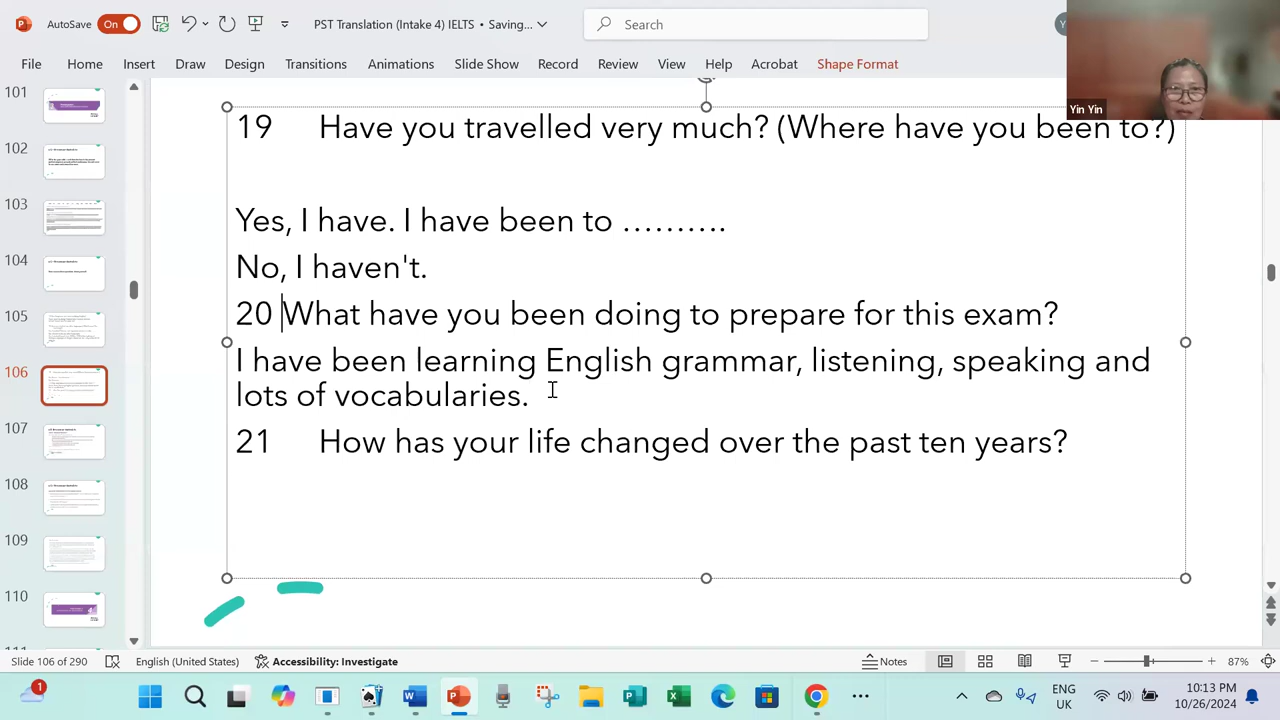 AutoSave On PST Translation (Intake 4) IELTS • Saving... Search
Yin Yin
File Home Insert Draw Design Transitions Animations Slide Show Record Review View Help Acrobat Shape Format
101
102
103
104
105
106
107
108
109
110
19 Have you travelled very much? (Where have you been to?)
Yes, I have. I have been to ..........
No, I haven't.
20 What have you been doing to prepare for this exam?
I have been learning English grammar, listening, speaking and
lots of vocabularies.
21 How has your life changed over the past ten years?
Slide 106 of 290 English (United States) Accessibility: Investigate Notes 87%
1 ENG 10:13 PM
UK 10/26/2024